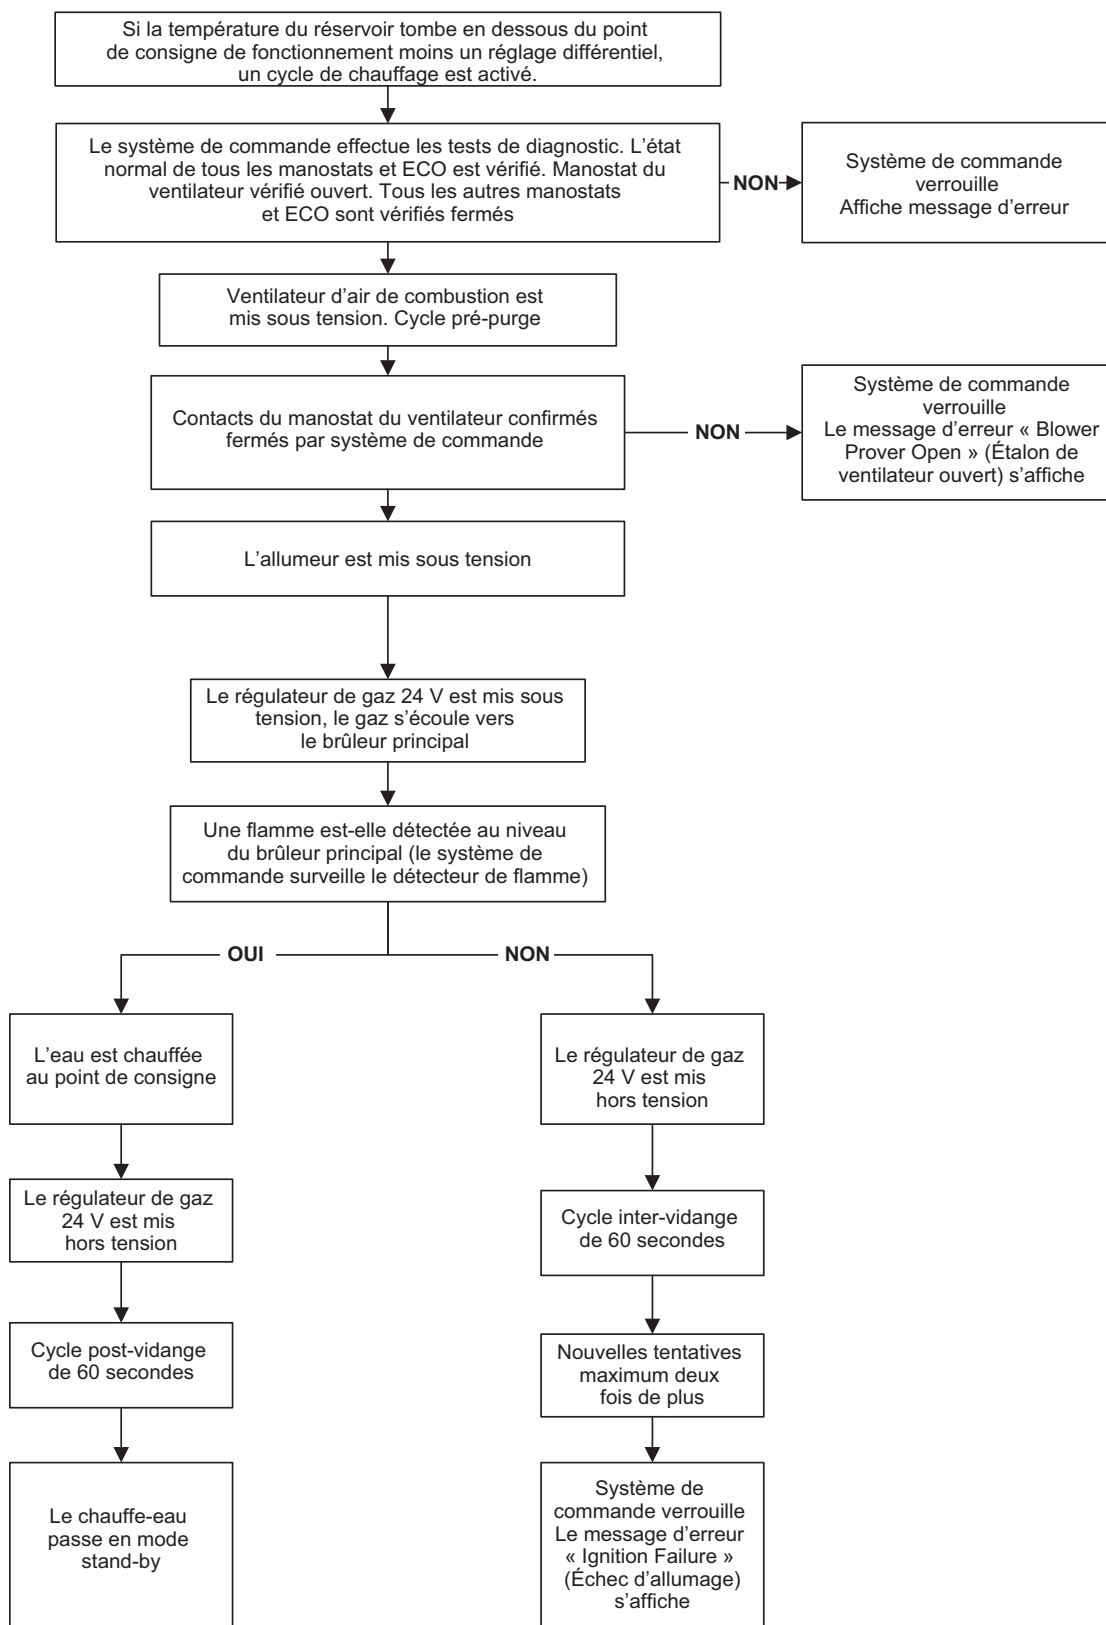 Si la température du réservoir tombe en dessous du point
de consigne de fonctionnement moins un réglage différentiel,
un cycle de chauffage est activé.
Le système de commande effectue les tests de diagnostic. L'état
normal de tous les manostats et ECO est vérifié. Manostat du
ventilateur vérifié ouvert. Tous les autres manostats
et ECO sont vérifiés fermés
NON
Système de commande
verrouille
Affiche message d'erreur
Ventilateur d'air de combustion est
mis sous tension. Cycle pré-purge
Contacts du manostat du ventilateur confirmés
fermés par système de commande
NON
Système de commande
verrouille
Le message d'erreur « Blower
Prover Open » (Étalon de
ventilateur ouvert) s'affiche
L'allumeur est mis sous tension
Le régulateur de gaz 24 V est mis sous
tension, le gaz s'écoule vers
le brûleur principal
Une flamme est-elle détectée au niveau
du brûleur principal (le système de
commande surveille le détecteur de flamme)
OUI
NON
L'eau est chauffée
au point de consigne
Le régulateur de gaz
24 V est mis
hors tension
Cycle post-vidange
de 60 secondes
Le chauffe-eau
passe en mode
stand-by
Le régulateur de gaz
24 V est mis
hors tension
Cycle inter-vidange
de 60 secondes
Nouvelles tentatives
maximum deux
fois de plus
Système de
commande verrouille
Le message d'erreur
« Ignition Failure »
(Échec d'allumage)
s'affiche